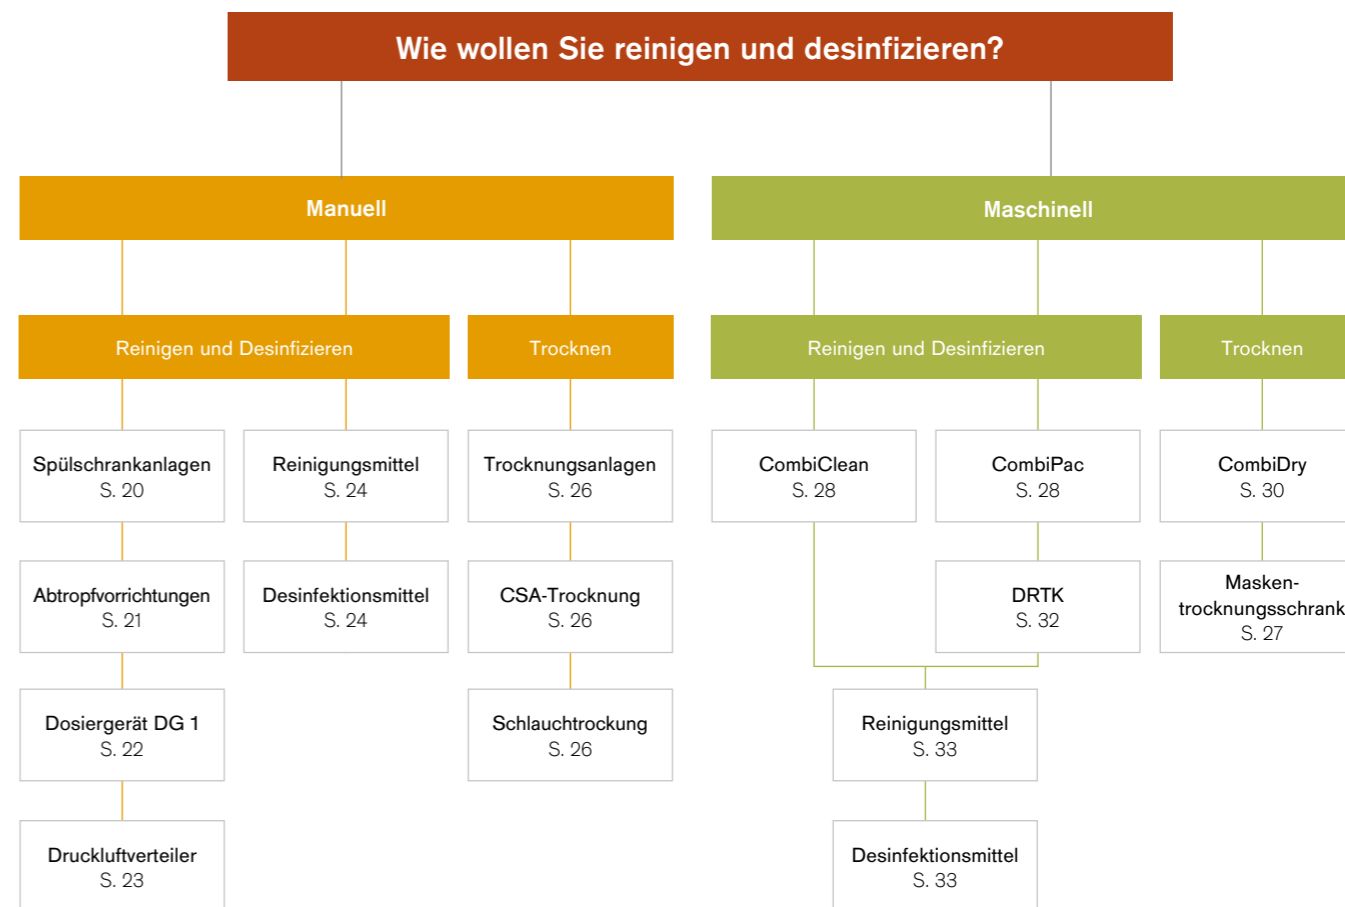 Wie wollen Sie reinigen und desinfizieren?
Manuell
Maschinell
Reinigen und Desinfizieren
Trocknen
Reinigen und Desinfizieren
Trocknen
Spülschrankanlagen
S. 20
Reinigungsmittel
S. 24
Trocknungsanlagen
S. 26
CombiClean
S. 28
CombiPac
S. 28
CombiDry
S. 30
Abtropfvorrichtungen
S. 21
Desinfektionsmittel
S. 24
CSA-Trocknung
S. 26
DRTK
S. 32
Masken-
trocknungsschrank
S. 27
Dosiergerät DG 1
S. 22
Schlauchtrockung
S. 26
Reinigungsmittel
S. 33
Druckluftverteiler
S. 23
Desinfektionsmittel
S. 33